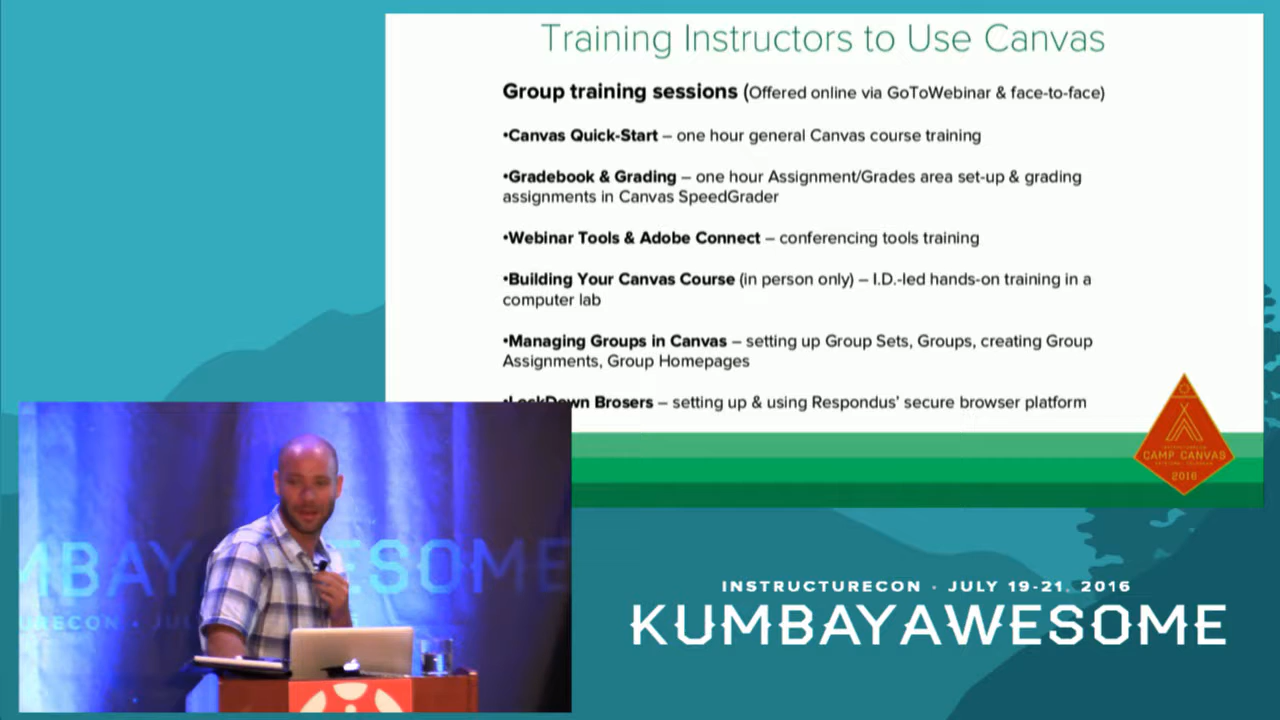 Training Instructors to Use Canvas
Group training sessions (Offered online via GoToWebinar & face-to-face)
•Canvas Quick-Start – one hour general Canvas course training
•Gradebook & Grading – one hour Assignment/Grades area set-up & grading
assignments in Canvas SpeedGrader
•Webinar Tools & Adobe Connect – conferencing tools training
•Building Your Canvas Course (in person only) – I.D.-led hands-on training in a
computer lab
•Managing Groups in Canvas – setting up Group Sets, Groups, creating Group
Assignments, Group Homepages
•LockDown Brosers – setting up & using Respondus’ secure browser platform
CAMP CANVAS
2016
MBAY ESOME
INSTRUCTURECON · JULY 19-21, 2016
KUMBAYAWESOME